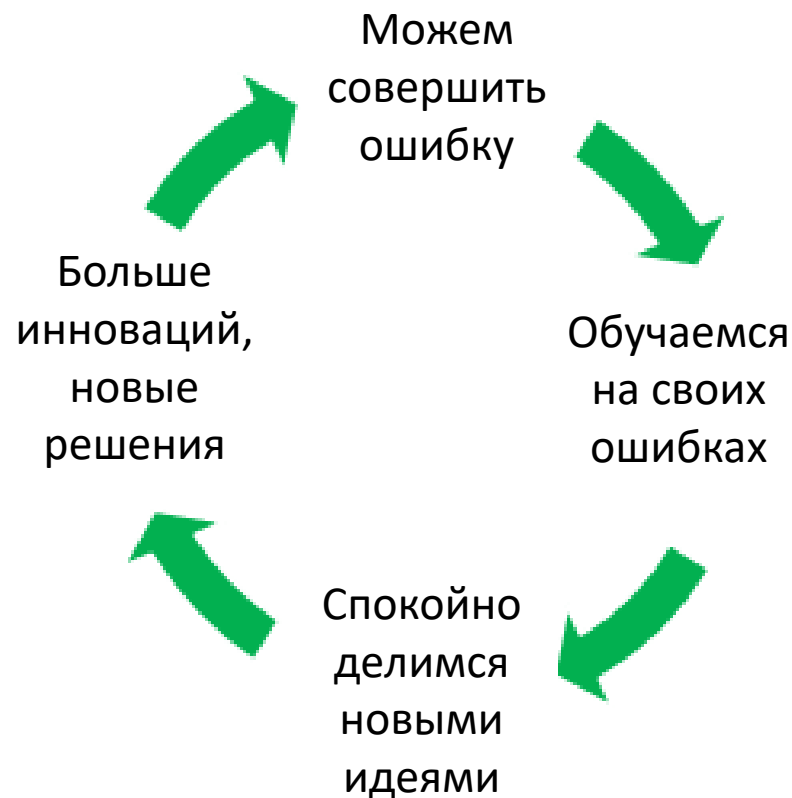 Можем
совершить
ошибку
Обучаемся
на своих
ошибках
Спокойно
делимся
новыми
идеями
Больше
инноваций,
новые
решения